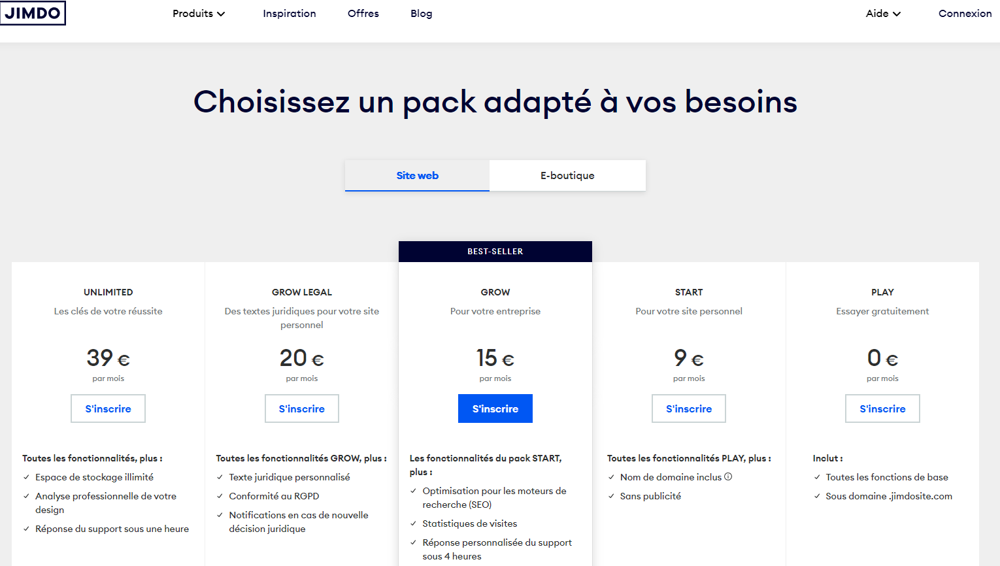 JIMDO
Produits
Inspiration
Offres
Blog
Aide
Connexion
Choisissez un pack adapté à vos besoins
Site web
E-boutique
BEST-SELLER
UNLIMITED
Les clés de votre réussite
39 €
par mois
S'inscrire
Toutes les fonctionnalités, plus :
Espace de stockage illimité
Analyse professionnelle de votre
design
Réponse du support sous une heure
GROW LEGAL
Des textes juridiques pour votre site
personnel
20 €
par mois
S'inscrire
Toutes les fonctionnalités GROW, plus :
Texte juridique personnalisé
Conformité au RGPD
Notifications en cas de nouvelle
décision juridique
GROW
Pour votre entreprise
15 €
par mois
S'inscrire
Les fonctionnalités du pack START,
plus :
Optimisation pour les moteurs de
recherche (SEO)
Statistiques de visites
Réponse personnalisée du support
sous 4 heures
START
Pour votre site personnel
9 €
par mois
S'inscrire
Toutes les fonctionnalités PLAY, plus :
Nom de domaine inclus
Sans publicité
PLAY
Essayer gratuitement
0 €
par mois
S'inscrire
Inclut :
Toutes les fonctions de base
Sous domaine .jimdosite.com